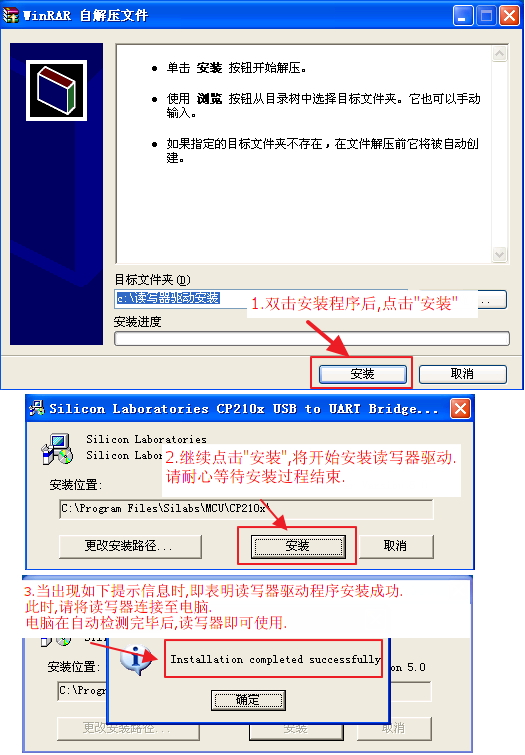 WinRAR 自解压文件
• 单击 安装 按钮开始解压。
• 使用 浏览 按钮从目录树中选择目标文件夹。它也可以手动
输入。
• 如果指定的目标文件夹不存在，在文件解压前它将被自动创
建。
目标文件夹(D)
c:\读写器驱动安装
1.双击安装程序后,点击"安装"
安装进度
安装
取消
Silicon Laboratories CP210x USB to UART Bridge...
Silicon Laboratories
Silicon Labor
2.继续点击"安装",将开始安装读写器驱动.
请耐心等待安装过程结束.
安装位置:
C:\Program Files\Silabs\MCU\CP210x\
更改安装路径...
安装
取消
3.当出现如下提示信息时,即表明读写器驱动程序安装成功.
此时,请将读写器连接至电脑.
电脑在自动检测完毕后,读写器即可使用.
Installation completed successfully
on 5.0
安装位置:
C:\Progr
确定
更改安装路径...
安装
取消